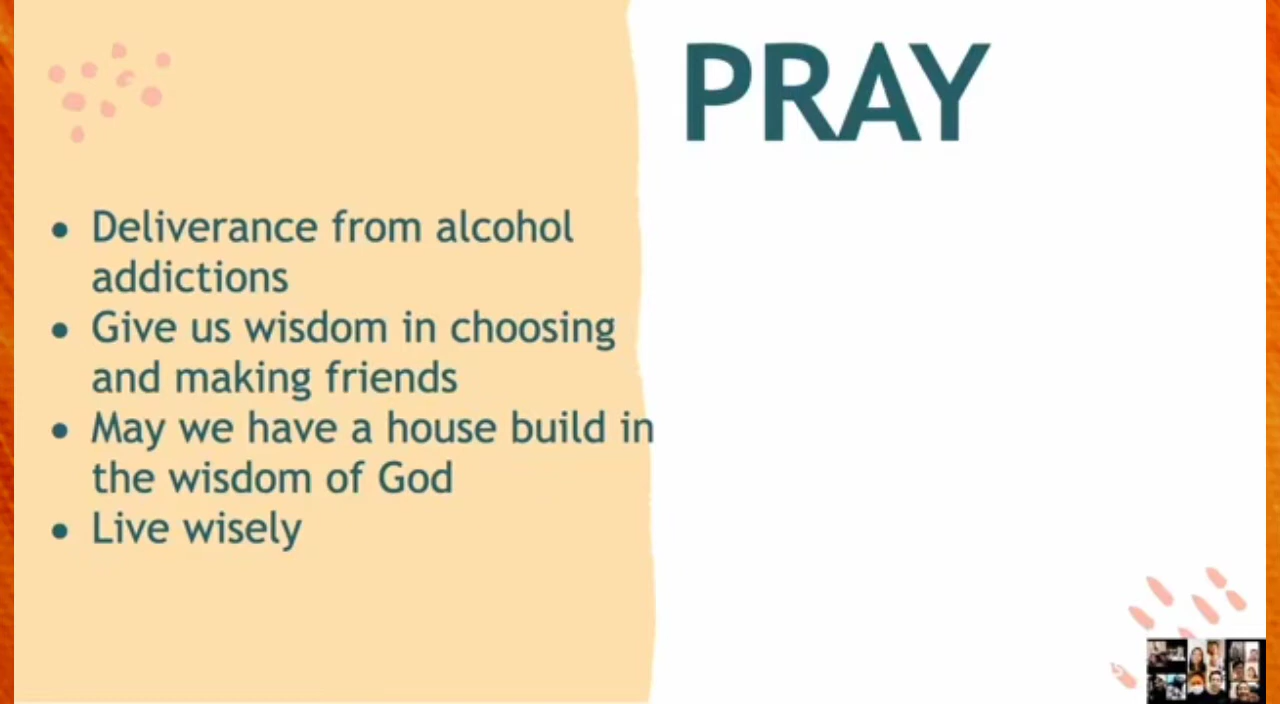 PRAY
• Deliverance from alcohol
addictions
• Give us wisdom in choosing
and making friends
• May we have a house build in
the wisdom of God
• Live wisely